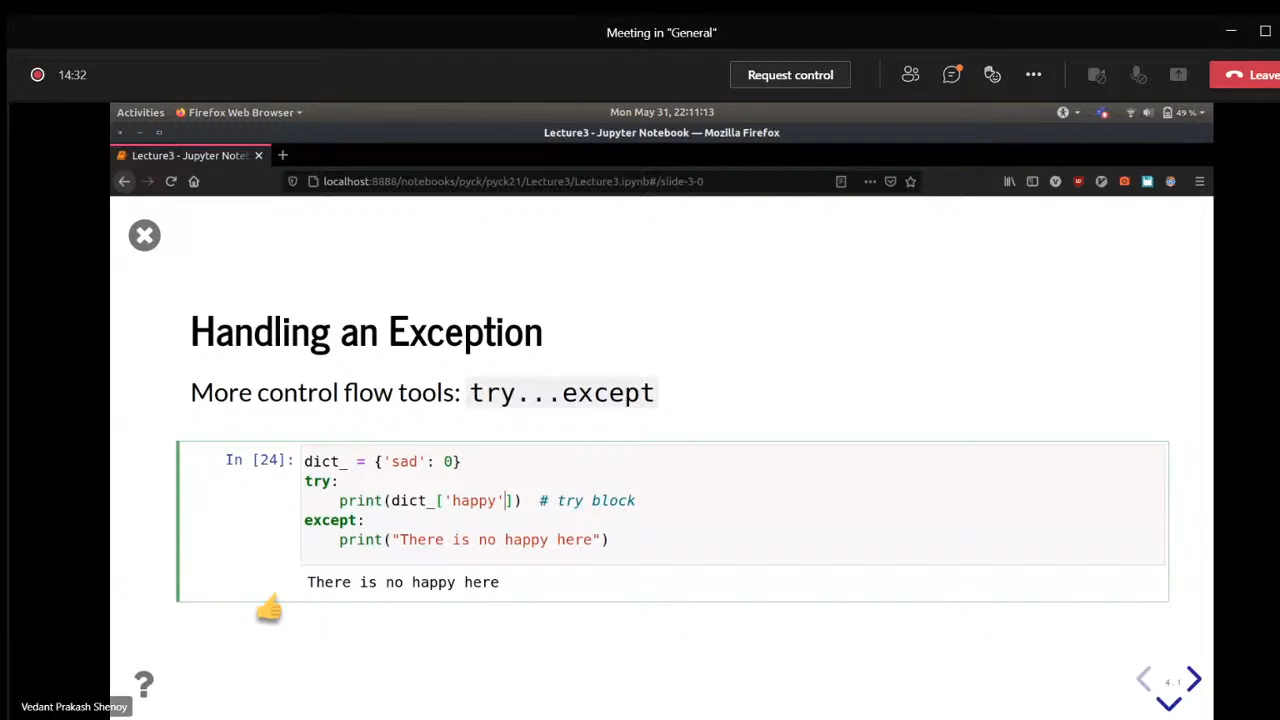 Meeting in "General"
14:32
Request control
Leave
Activities
Firefox Web Browser
Mon May 31, 22:11:13
49 %
Lecture3 - Jupyter Notebook — Mozilla Firefox
Lecture3 - Jupyter Note
localhost:8888/notebooks/pyck/pyck21/Lecture3/Lecture3.ipynb#/slide-3-0
Handling an Exception
More control flow tools: try...except
In [24]:
dict_ = {'sad': 0}
try:
    print(dict_['happy'])  # try block
except:
    print("There is no happy here")
There is no happy here
?
4.1
Vedant Prakash Shenoy